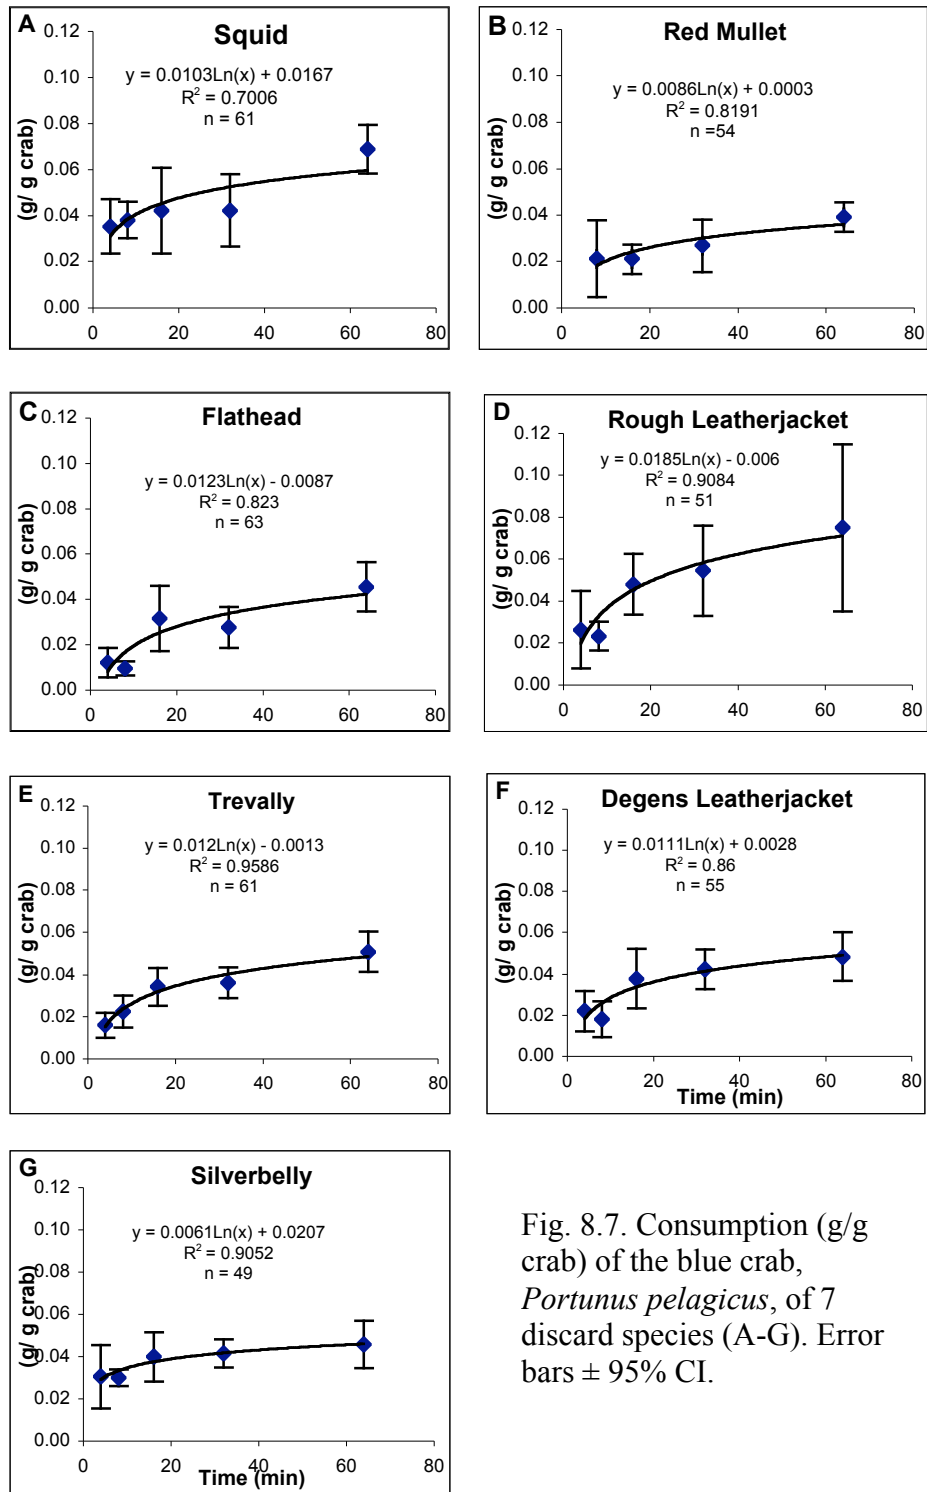 A
Squid
y = 0.0103Ln(x) + 0.0167
R² = 0.7006
n = 61
(g/ g crab)
0.12
0.10
0.08
0.06
0.04
0.02
0.00
0 20 40 60 80
B
Red Mullet
y = 0.0086Ln(x) + 0.0003
R² = 0.8191
n =54
(g/ g crab)
0.12
0.10
0.08
0.06
0.04
0.02
0.00
0 20 40 60 80
C
Flathead
y = 0.0123Ln(x) - 0.0087
R² = 0.823
n = 63
(g/ g crab)
0.12
0.10
0.08
0.06
0.04
0.02
0.00
0 20 40 60 80
D
Rough Leatherjacket
y = 0.0185Ln(x) - 0.006
R² = 0.9084
n = 51
(g/ g crab)
0.12
0.10
0.08
0.06
0.04
0.02
0.00
0 20 40 60 80
E
Trevally
y = 0.012Ln(x) - 0.0013
R² = 0.9586
n = 61
(g/ g crab)
0.12
0.10
0.08
0.06
0.04
0.02
0.00
0 20 40 60 80
F
Degens Leatherjacket
y = 0.0111Ln(x) + 0.0028
R² = 0.86
n = 55
(g/ g crab)
0.12
0.10
0.08
0.06
0.04
0.02
0.00
0 20 40 60 80
Time (min)
G
Silverbelly
y = 0.0061Ln(x) + 0.0207
R² = 0.9052
n = 49
(g/ g crab)
0.12
0.10
0.08
0.06
0.04
0.02
0.00
0 20 40 60 80
Time (min)
Fig. 8.7. Consumption (g/g
crab) of the blue crab,
Portunus pelagicus, of 7
discard species (A-G). Error
bars ± 95% CI.